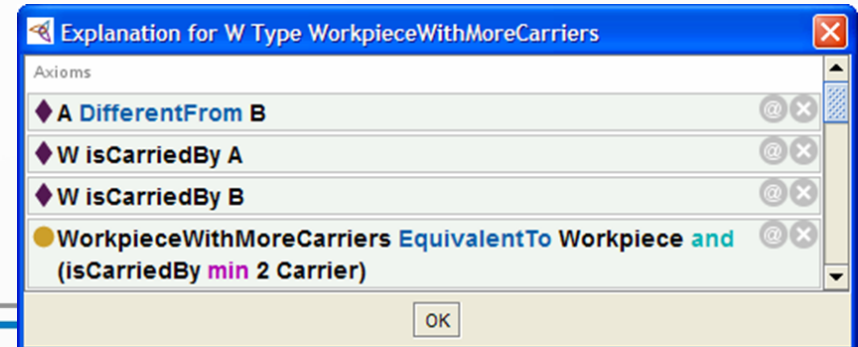 Explanation for W Type WorkpieceWithMoreCarriers
Axioms
A DifferentFrom B
W isCarriedBy A
W isCarriedBy B
WorkpieceWithMoreCarriers EquivalentTo Workpiece and
(isCarriedBy min 2 Carrier)
OK